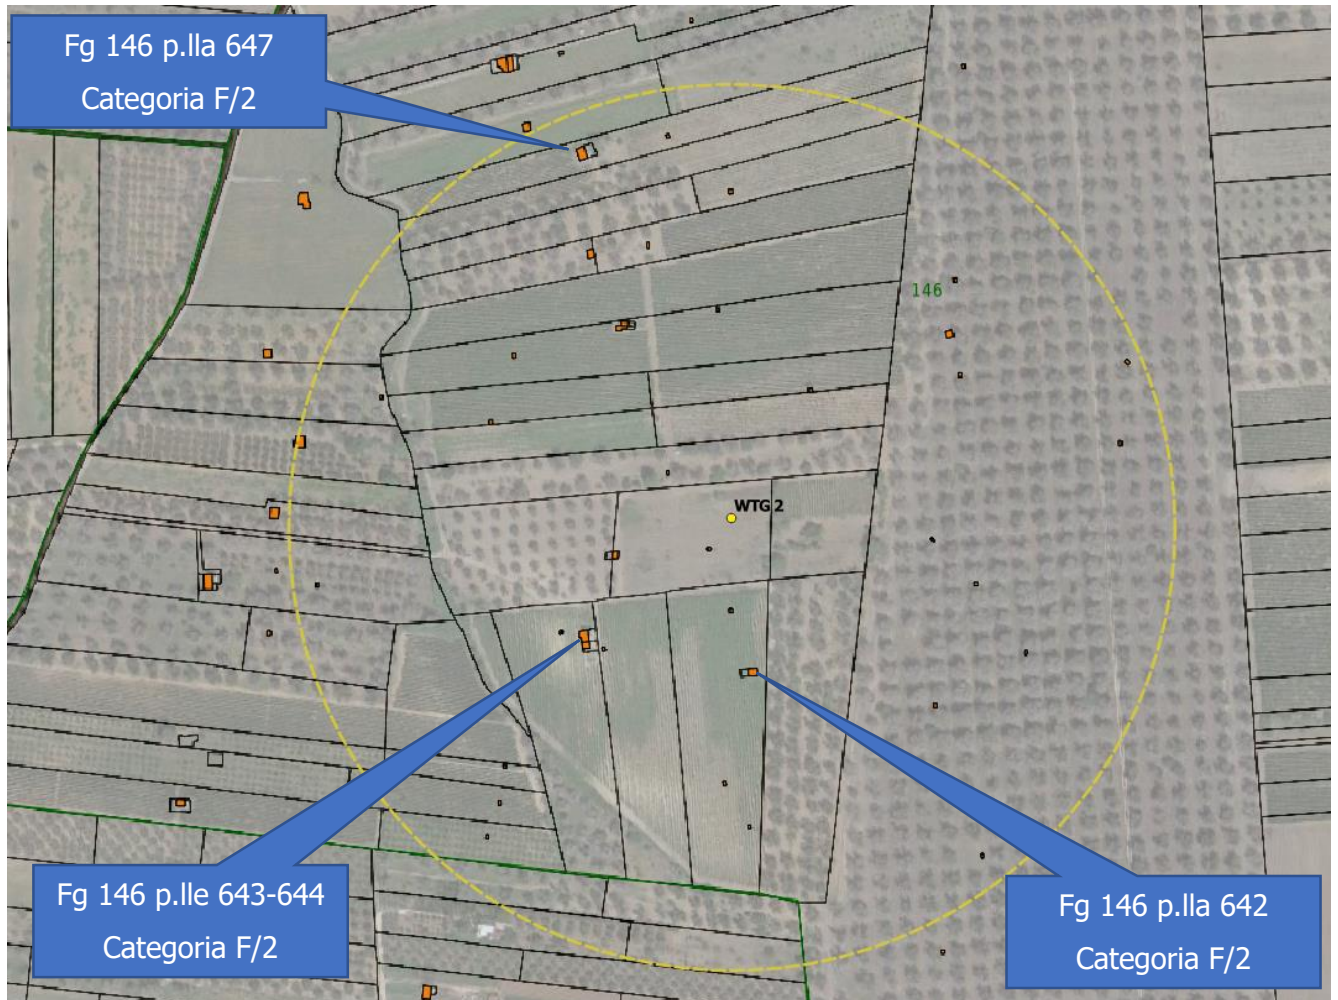 Fg 146 p.lla 647
Categoria F/2
146
WTG 2
Fg 146 p.lle 643-644
Categoria F/2
Fg 146 p.lla 642
Categoria F/2